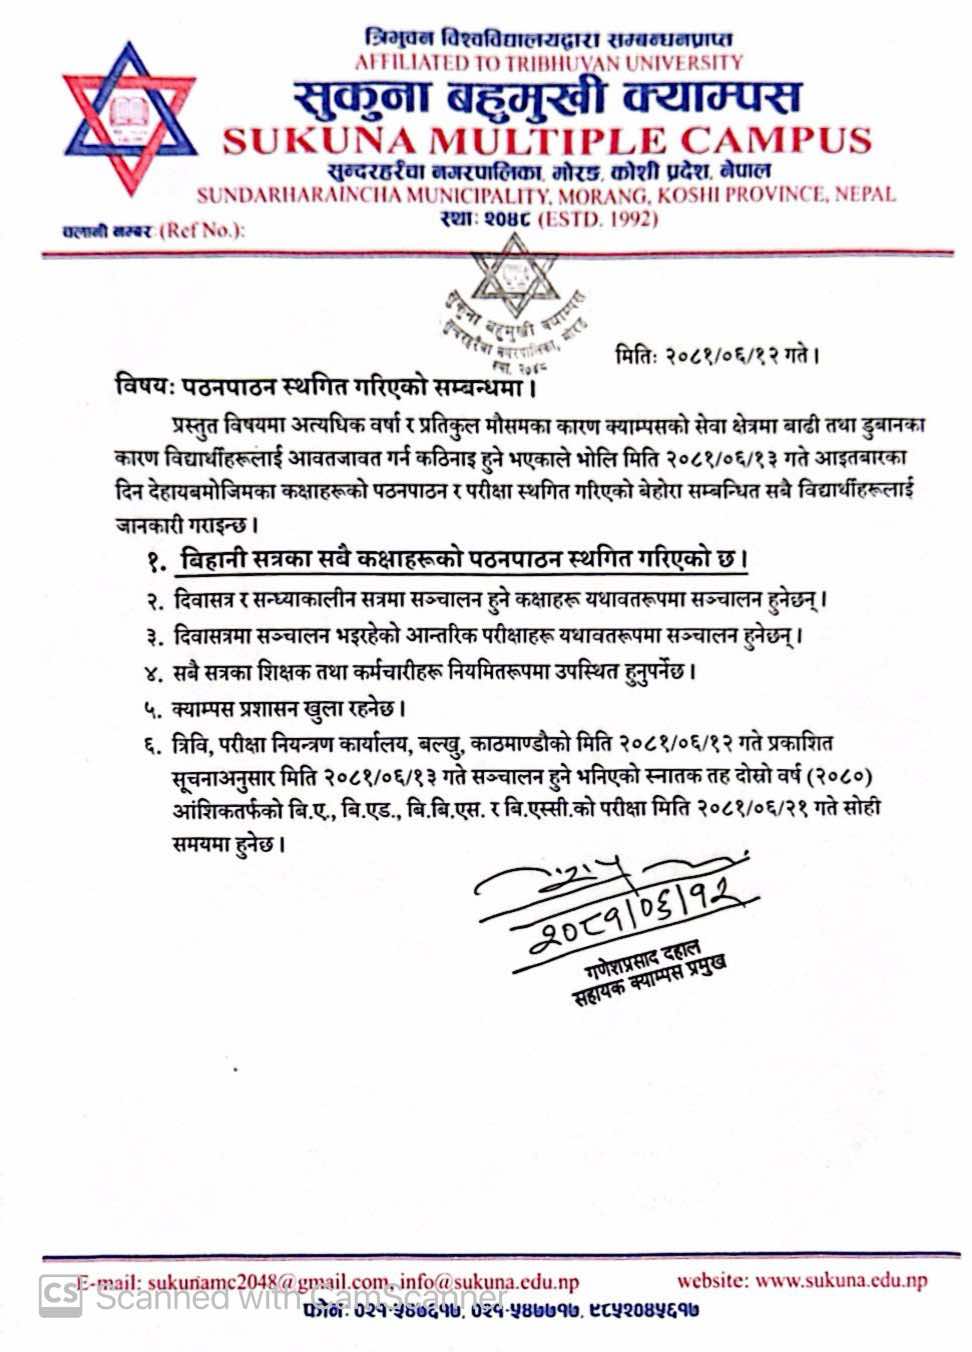 त्रिभुवन विश्वविद्यालयद्वारा सम्बन्धनप्राप्त
AFFILIATED TO TRIBHUVAN UNIVERSITY
सुकुना बहुमुखी क्याम्पस
SUKUNA MULTIPLE CAMPUS
सुन्दरहरैंचा नगरपालिका, मोरङ, कोशी प्रदेश, नेपाल
SUNDARHARAINCHA MUNICIPALITY, MORANG, KOSHI PROVINCE, NEPAL
स्थाः २०४८ (ESTD. 1992)
चलानी नम्बर (Ref No.):
सुकुना बहुमुखी क्याम्पस
सुन्दरहरैंचा नगरपालिका, मोरङ
स्था. २०४८
मितिः २०८१/०६/१२ गते।
विषयः पठनपाठन स्थगित गरिएको सम्बन्धमा।
प्रस्तुत विषयमा अत्यधिक वर्षा र प्रतिकुल मौसमका कारण क्याम्पसको सेवा क्षेत्रमा बाढी तथा डुबानका
कारण विद्यार्थीहरूलाई आवतजावत गर्न कठिनाइ हुने भएकाले भोलि मिति २०८१/०६/१३ गते आइतबारका
दिन देहायबमोजिमका कक्षाहरूको पठनपाठन र परीक्षा स्थगित गरिएको बेहोरा सम्बन्धित सबै विद्यार्थीहरूलाई
जानकारी गराइन्छ।
१. बिहानी सत्रका सबै कक्षाहरूको पठनपाठन स्थगित गरिएको छ।
२. दिवासत्र र सन्ध्याकालीन सत्रमा सञ्चालन हुने कक्षाहरू यथावतरूपमा सञ्चालन हुनेछन्।
३. दिवासत्रमा सञ्चालन भइरहेको आन्तरिक परीक्षाहरू यथावतरूपमा सञ्चालन हुनेछन्।
४. सबै सत्रका शिक्षक तथा कर्मचारीहरू नियमितरूपमा उपस्थित हुनुपर्नेछ।
५. क्याम्पस प्रशासन खुला रहनेछ।
६. त्रिवि, परीक्षा नियन्त्रण कार्यालय, बल्खु, काठमाण्डौको मिति २०८१/०६/१२ गते प्रकाशित
सूचनाअनुसार मिति २०८१/०६/१३ गते सञ्चालन हुने भनिएको स्नातक तह दोस्रो वर्ष (२०८०)
आंशिकतर्फको बि.ए., बि.एड., बि.बि.एस. र बि.एस्सी.को परीक्षा मिति २०८१/०६/२१ गते सोही
समयमा हुनेछ।
२०८१/०६/१२
गणेशप्रसाद दहाल
सहायक क्याम्पस प्रमुख
E-mail: sukunamc2048@gmail.com, info@sukuna.edu.np
website: www.sukuna.edu.np
CS Scanned with CamScanner
फोनः ०२१-५४७६१७, ०२१-५४७७१७, ९८५२०४५६१७